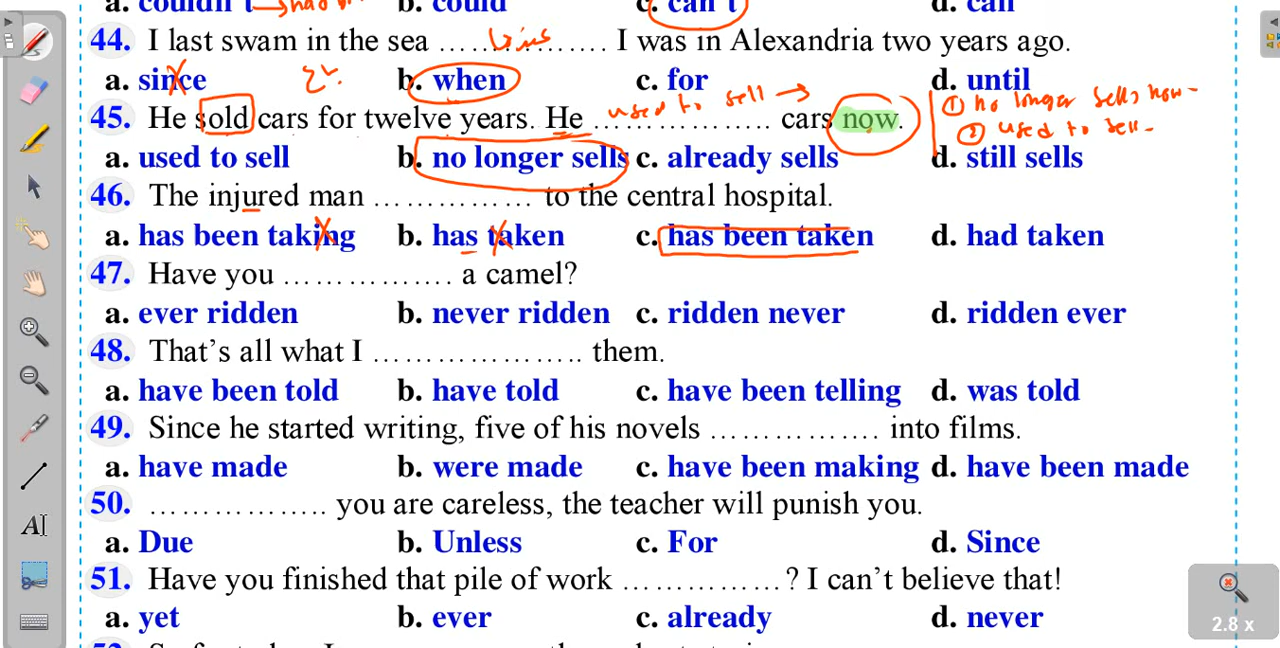 a. couldn't b. could c. can't d. can
44. I last swam in the sea ………………. I was in Alexandria two years ago.
a. since b. when c. for d. until
used to sell → ① no longer sells now-
45. He sold cars for twelve years. He ………………. cars now.
② used to sell-
a. used to sell b. no longer sells c. already sells d. still sells
46. The injured man …………… to the central hospital.
a. has been taking b. has taken c. has been taken d. had taken
47. Have you ……………. a camel?
a. ever ridden b. never ridden c. ridden never d. ridden ever
48. That's all what I ……………….. them.
a. have been told b. have told c. have been telling d. was told
49. Since he started writing, five of his novels ……………. into films.
a. have made b. were made c. have been making d. have been made
50. …………….. you are careless, the teacher will punish you.
a. Due b. Unless c. For d. Since
51. Have you finished that pile of work ……………? I can't believe that!
a. yet b. ever c. already d. never
AI
2.8 x